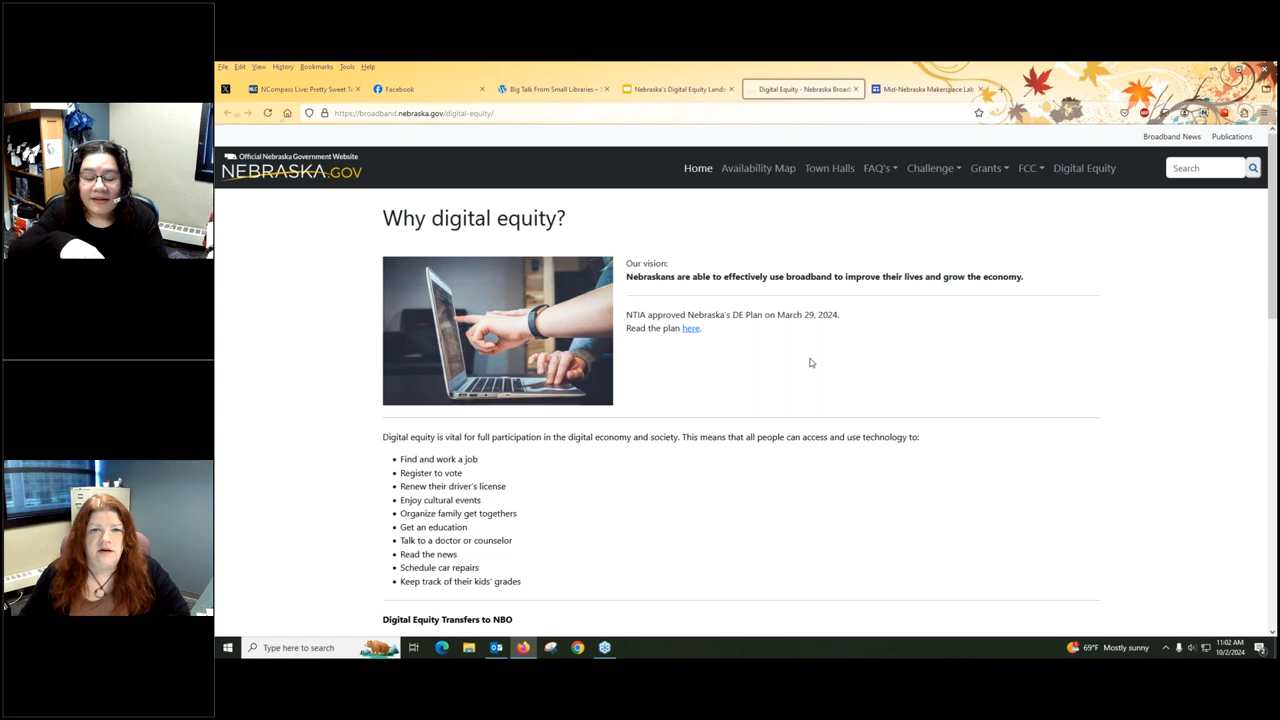 File Edit View History Bookmarks Tools Help
NCompass Live: Pretty Sweet T
Facebook
Big Talk From Small Libraries –
Nebraska's Digital Equity Lands
Digital Equity - Nebraska Broad
Mid-Nebraska Makerspace Lab
https://broadband.nebraska.gov/digital-equity/
Broadband News Publications
Official Nebraska Government Website
NEBRASKA.GOV
Home Availability Map Town Halls FAQ's Challenge Grants FCC Digital Equity
Search
Why digital equity?
Our vision:
Nebraskans are able to effectively use broadband to improve their lives and grow the economy.
NTIA approved Nebraska's DE Plan on March 29, 2024.
Read the plan here.
Digital equity is vital for full participation in the digital economy and society. This means that all people can access and use technology to:
• Find and work a job
• Register to vote
• Renew their driver's license
• Enjoy cultural events
• Organize family get togethers
• Get an education
• Talk to a doctor or counselor
• Read the news
• Schedule car repairs
• Keep track of their kids' grades
Digital Equity Transfers to NBO
Type here to search
69°F Mostly sunny
11:02 AM
10/2/2024